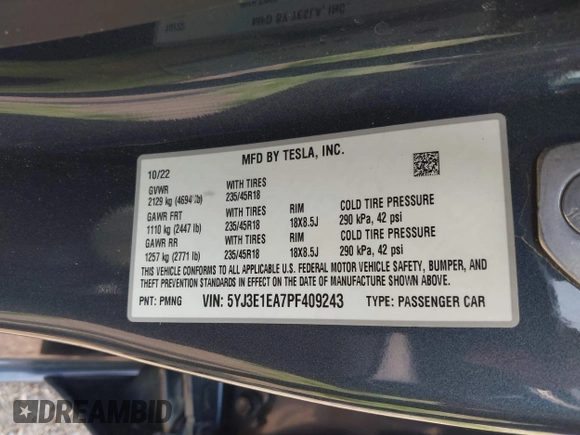 MFD BY TESLA, INC.
10/22
GVWR WITH TIRES
2129 kg (4694 lb) 235/45R18
GAWR FRT WITH TIRES RIM COLD TIRE PRESSURE
1110 kg (2447 lb) 235/45R18 18X8.5J 290 kPa, 42 psi
GAWR RR WITH TIRES RIM COLD TIRE PRESSURE
1257 kg (2771 lb) 235/45R18 18X8.5J 290 kPa, 42 psi
THIS VEHICLE CONFORMS TO ALL APPLICABLE U.S. FEDERAL MOTOR VEHICLE SAFETY, BUMPER, AND
THEFT PREVENTION STANDARDS IN EFFECT ON THE DATE OF MANUFACTURE SHOWN ABOVE.
PNT: PMNG VIN: 5YJ3E1EA7PF409243 TYPE: PASSENGER CAR
DREAMBID